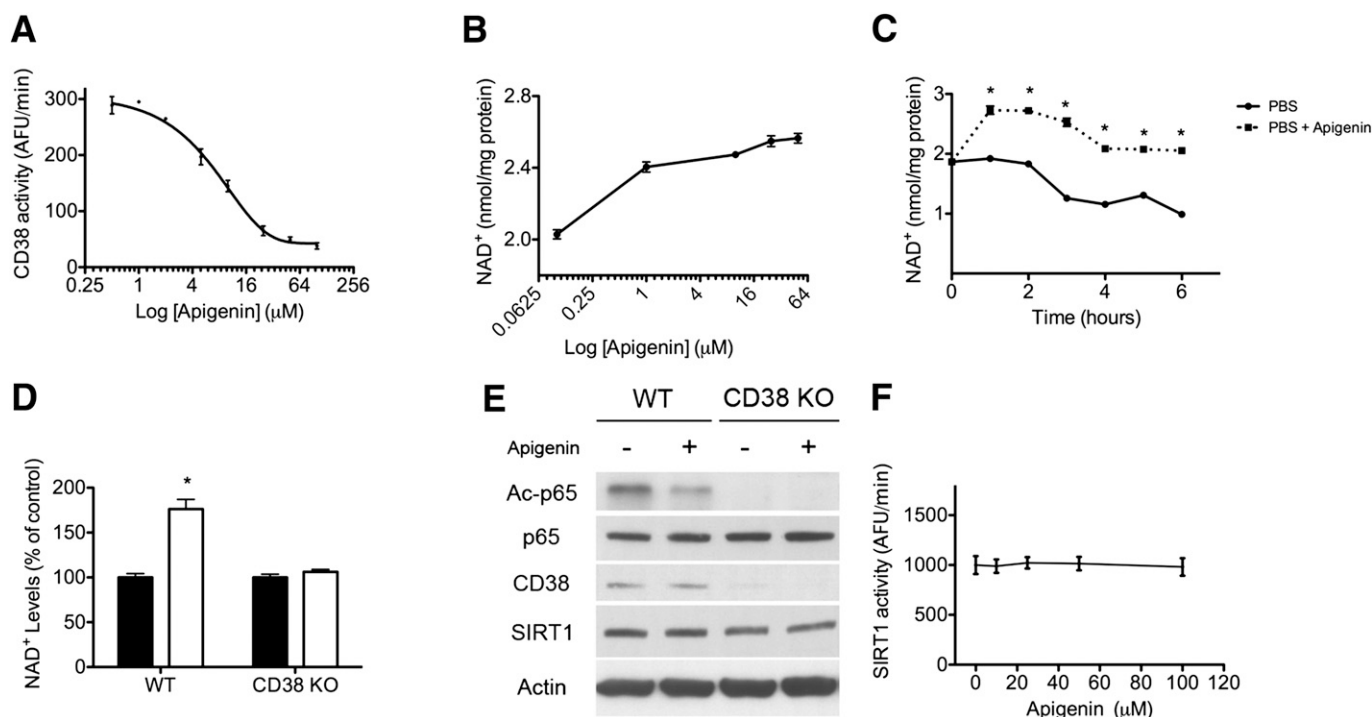 A
CD38 activity (AFU/min)
300
200
100
0
0.25 1 4 16 64 256
Log [Apigenin] (μM)
B
NAD+ (nmol/mg protein)
2.8
2.4
2.0
0.0625 0.25 1 4 16 64
Log [Apigenin] (μM)
C
NAD+ (nmol/mg protein)
3
2
1
* * * * * *
0 2 4 6
Time (hours)
PBS
PBS + Apigenin
D
NAD+ Levels (% of control)
200
150
100
50
0
*
WT CD38 KO
E
WT CD38 KO
Apigenin - + - +
Ac-p65
p65
CD38
SIRT1
Actin
F
SIRT1 activity (AFU/min)
1500
1000
500
0
0 20 40 60 80 100 120
Apigenin (μM)